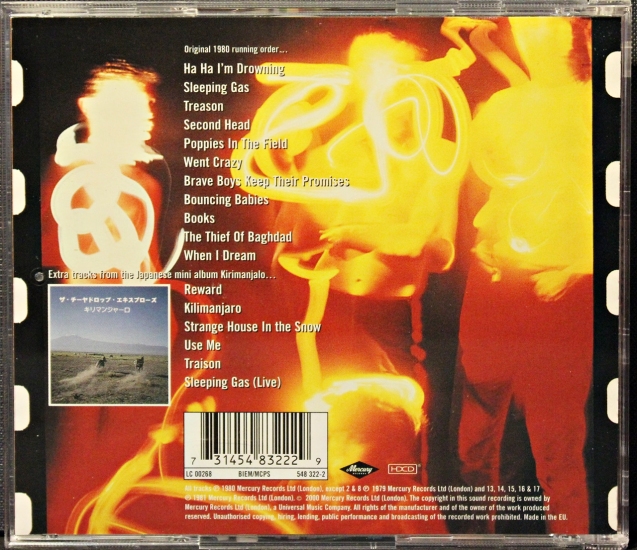 Original 1980 running order...
Ha Ha I'm Drowning
Sleeping Gas
Treason
Second Head
Poppies In The Field
Went Crazy
Brave Boys Keep Their Promises
Bouncing Babies
Books
The Thief Of Baghdad
When I Dream
Extra tracks from the Japanese mini album Kirimanjalo...
Reward
Kilimanjaro
Strange House In the Snow
Use Me
Traison
Sleeping Gas (Live)
ザ・チーヤドロップ・エキスプローズ
キリマンジャーロ
7 31454 83222 9
LC 00268 BIEM/MCPS 548 322-2
Mercury
HDCD
All tracks ℗ 1980 Mercury Records Ltd (London), except 2 & 8 ℗ 1979 Mercury Records Ltd (London) and 13, 14, 15, 16 & 17
℗ 1981 Mercury Records Ltd (London). © 2000 Mercury Records Ltd (London). The copyright in this sound recording is owned by
Mercury Records Ltd (London), a Universal Music Company. All rights of the manufacturer and of the owner of the work produced
reserved. Unauthorised copying, hiring, lending, public performance and broadcasting of the recorded work prohibited. Made in the EU.